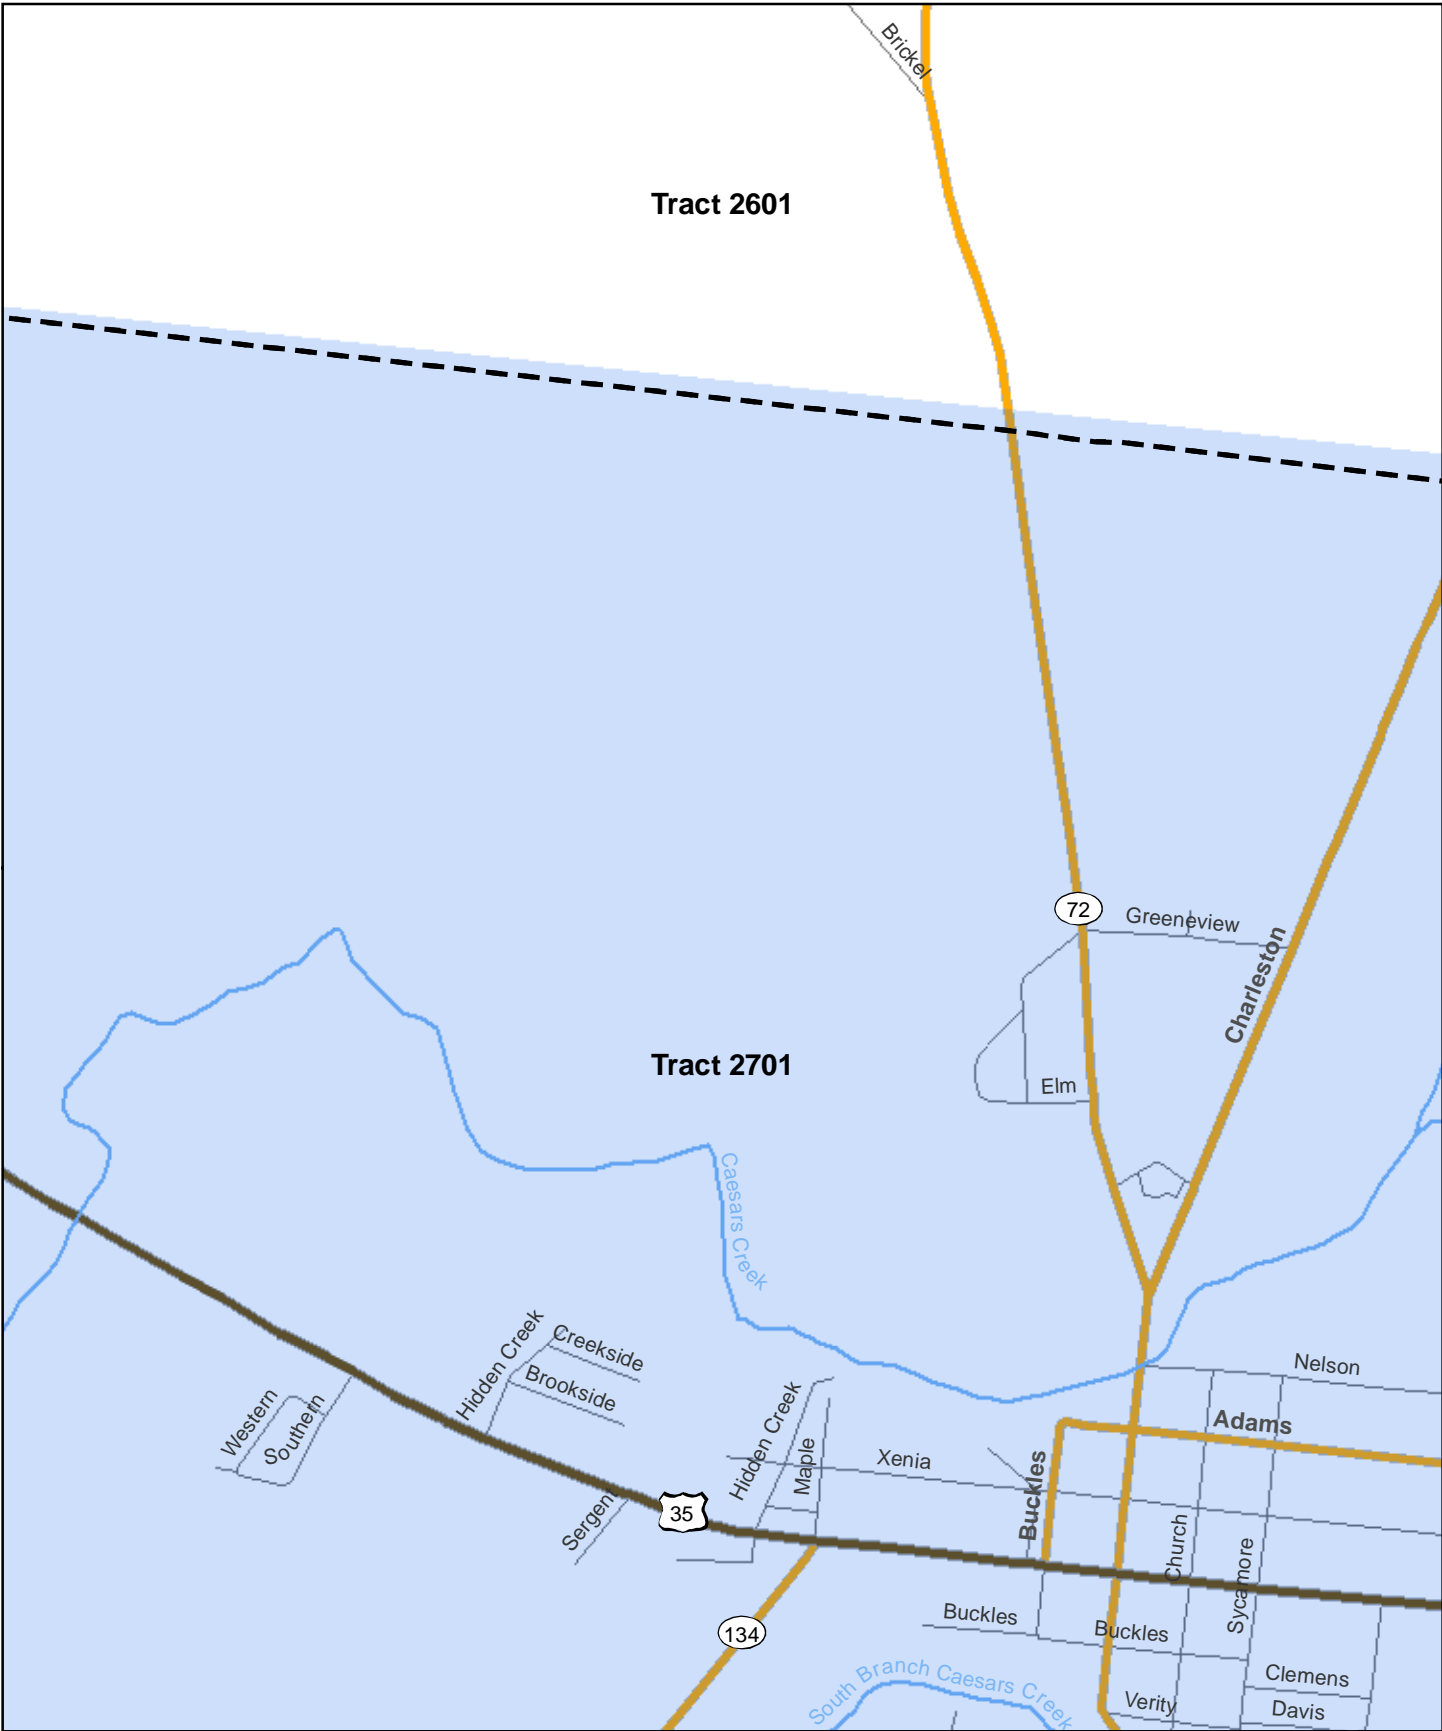 Brickel
Tract 2601
72
Greeneview
Charleston
Tract 2701
Elm
Caesars Creek
Hidden Creek
Creekside
Brookside
Western
Southern
Nelson
Adams
Hidden Creek
Maple
Xenia
Buckles
Sergent
35
Church
Sycamore
134
Buckles
Buckles
South Branch Caesars Creek
Clemens
Verity
Davis